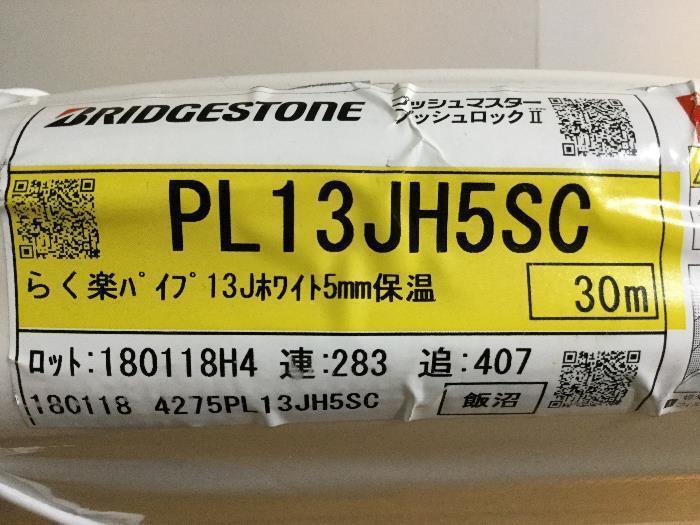 BRIDGESTONE
プッシュマスター
プッシュロックⅡ
PL13JH5SC
らく楽ﾊﾟｲﾌﾟ13Jﾎﾜｲﾄ5mm保温
30m
ﾛｯﾄ:180118H4 連:283 追:407
180118 4275PL13JH5SC
飯沼